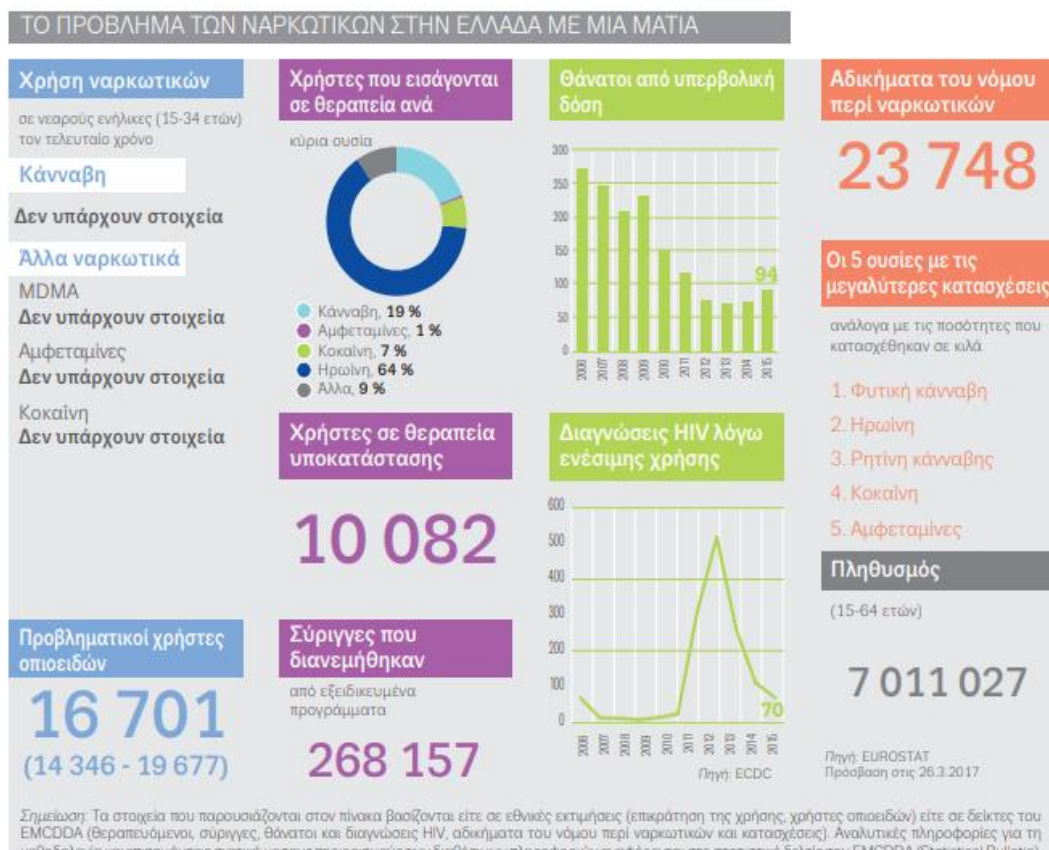 ΤΟ ΠΡΟΒΛΗΜΑ ΤΩΝ ΝΑΡΚΩΤΙΚΩΝ ΣΤΗΝ ΕΛΛΑΔΑ ΜΕ ΜΙΑ ΜΑΤΙΑ
Χρήση ναρκωτικών
σε νεαρούς ενήλικες (15-34 ετών)
τον τελευταίο χρόνο
Κάνναβη
Δεν υπάρχουν στοιχεία
Άλλα ναρκωτικά
MDMA
Δεν υπάρχουν στοιχεία
Αμφεταμίνες
Δεν υπάρχουν στοιχεία
Κοκαΐνη
Δεν υπάρχουν στοιχεία
Προβληματικοί χρήστες
οπιοειδών
16 701
(14 346 - 19 677)
Χρήστες που εισάγονται
σε θεραπεία ανά
κύρια ουσία
Κάνναβη, 19 %
Αμφεταμίνες, 1 %
Κοκαΐνη, 7 %
Ηρωίνη, 64 %
Άλλα, 9 %
Χρήστες σε θεραπεία
υποκατάστασης
10 082
Σύριγγες που
διανεμήθηκαν
από εξειδικευμένα
προγράμματα
268 157
Θάνατοι από υπερβολική
δόση
300
250
200
150
100
50
0
94
2006 2007 2008 2009 2010 2011 2012 2013 2014 2015
Διαγνώσεις HIV λόγω
ενέσιμης χρήσης
600
500
400
300
200
100
0
70
2006 2007 2008 2009 2010 2011 2012 2013 2014 2015
Πηγή: ECDC
Αδικήματα του νόμου
περί ναρκωτικών
23 748
Οι 5 ουσίες με τις
μεγαλύτερες κατασχέσεις
ανάλογα με τις ποσότητες που
κατασχέθηκαν σε κιλά
1. Φυτική κάνναβη
2. Ηρωίνη
3. Ρητίνη κάνναβης
4. Κοκαΐνη
5. Αμφεταμίνες
Πληθυσμός
(15-64 ετών)
7 011 027
Πηγή: EUROSTAT
Πρόσβαση στις 26.3.2017
Σημείωση: Τα στοιχεία που παρουσιάζονται στον πίνακα βασίζονται είτε σε εθνικές εκτιμήσεις (επικράτηση της χρήσης, χρήστες οπιοειδών) είτε σε δείκτες του
EMCDDA (θεραπευόμενοι, σύριγγες, θάνατοι και διαγνώσεις HIV, αδικήματα του νόμου περί ναρκωτικών και κατασχέσεις). Αναλυτικές πληροφορίες για τη